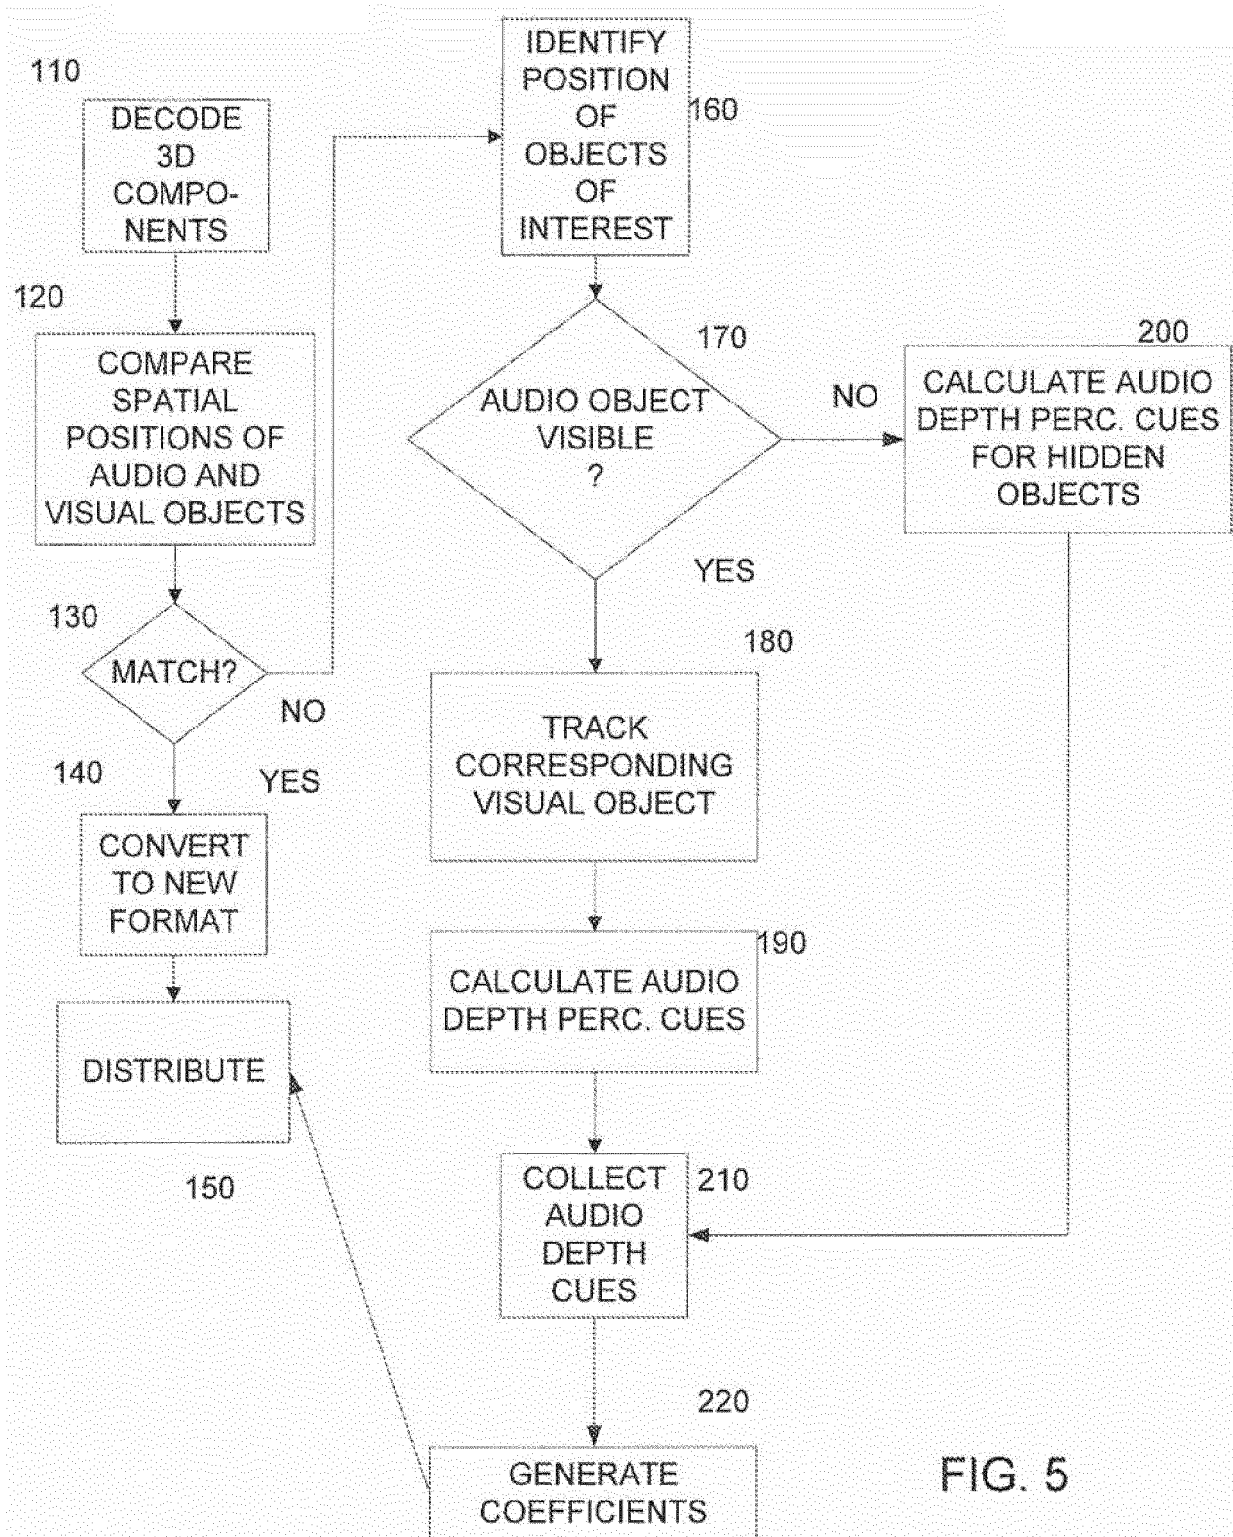 110
DECODE
3D
COMPO-
NENTS
120
COMPARE
SPATIAL
POSITIONS OF
AUDIO AND
VISUAL OBJECTS
130
MATCH?
NO
140
YES
CONVERT
TO NEW
FORMAT
DISTRIBUTE
150
IDENTIFY
POSITION
OF
OBJECTS
OF
INTEREST
160
170
AUDIO OBJECT
VISIBLE
?
NO
YES
200
CALCULATE AUDIO
DEPTH PERC. CUES
FOR HIDDEN
OBJECTS
180
TRACK
CORRESPONDING
VISUAL OBJECT
190
CALCULATE AUDIO
DEPTH PERC. CUES
210
COLLECT
AUDIO
DEPTH
CUES
220
GENERATE
COEFFICIENTS
FIG. 5